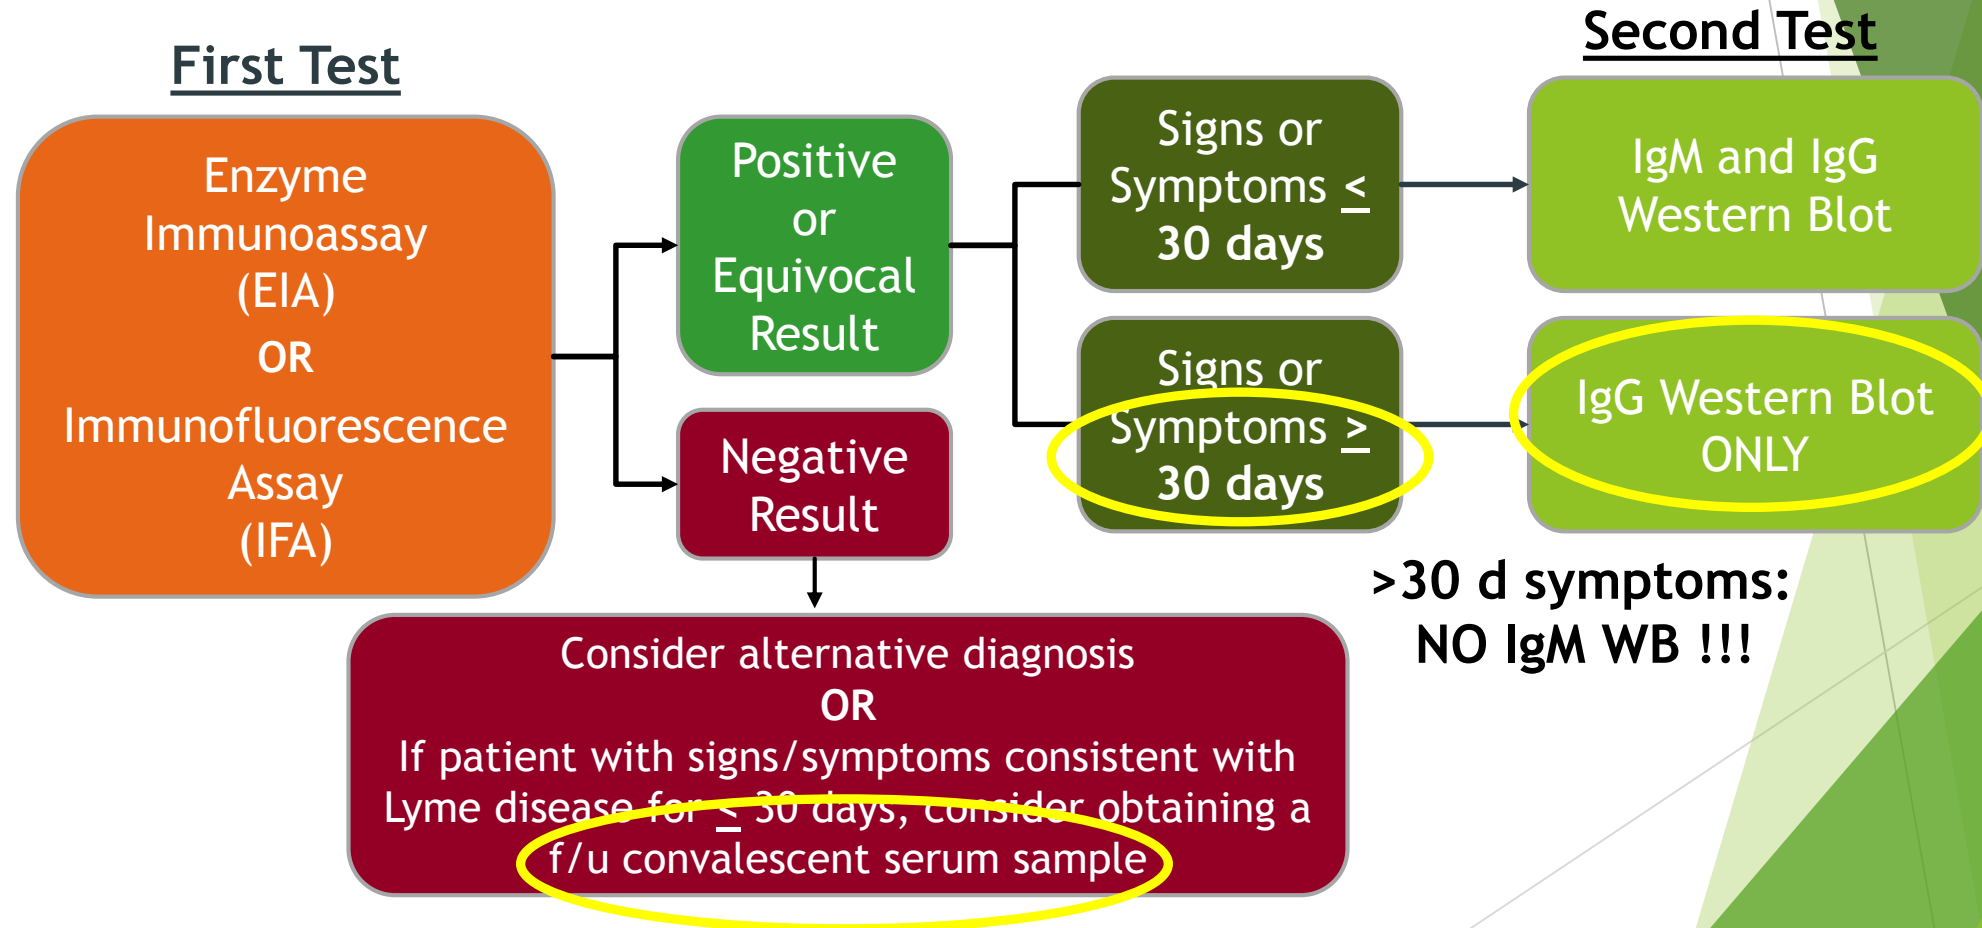 First Test
Enzyme
Immunoassay
(EIA)
OR
Immunofluorescence
Assay
(IFA)
Positive
or
Equivocal
Result
Negative
Result
Signs or
Symptoms <
30 days
Signs or
Symptoms >
30 days
Second Test
IgM and IgG
Western Blot
IgG Western Blot
ONLY
>30 d symptoms:
NO IgM WB !!!
Consider alternative diagnosis
OR
If patient with signs/symptoms consistent with
Lyme disease for < 30 days, consider obtaining a
f/u convalescent serum sample